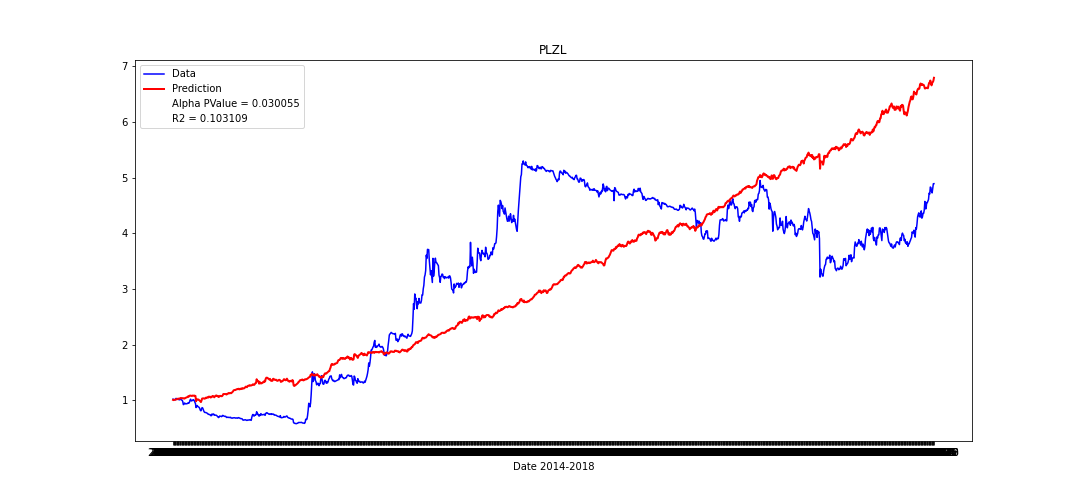 PLZL
Data
Prediction
Alpha PValue = 0.030055
R2 = 0.103109
7
6
5
4
3
2
1
Date 2014-2018